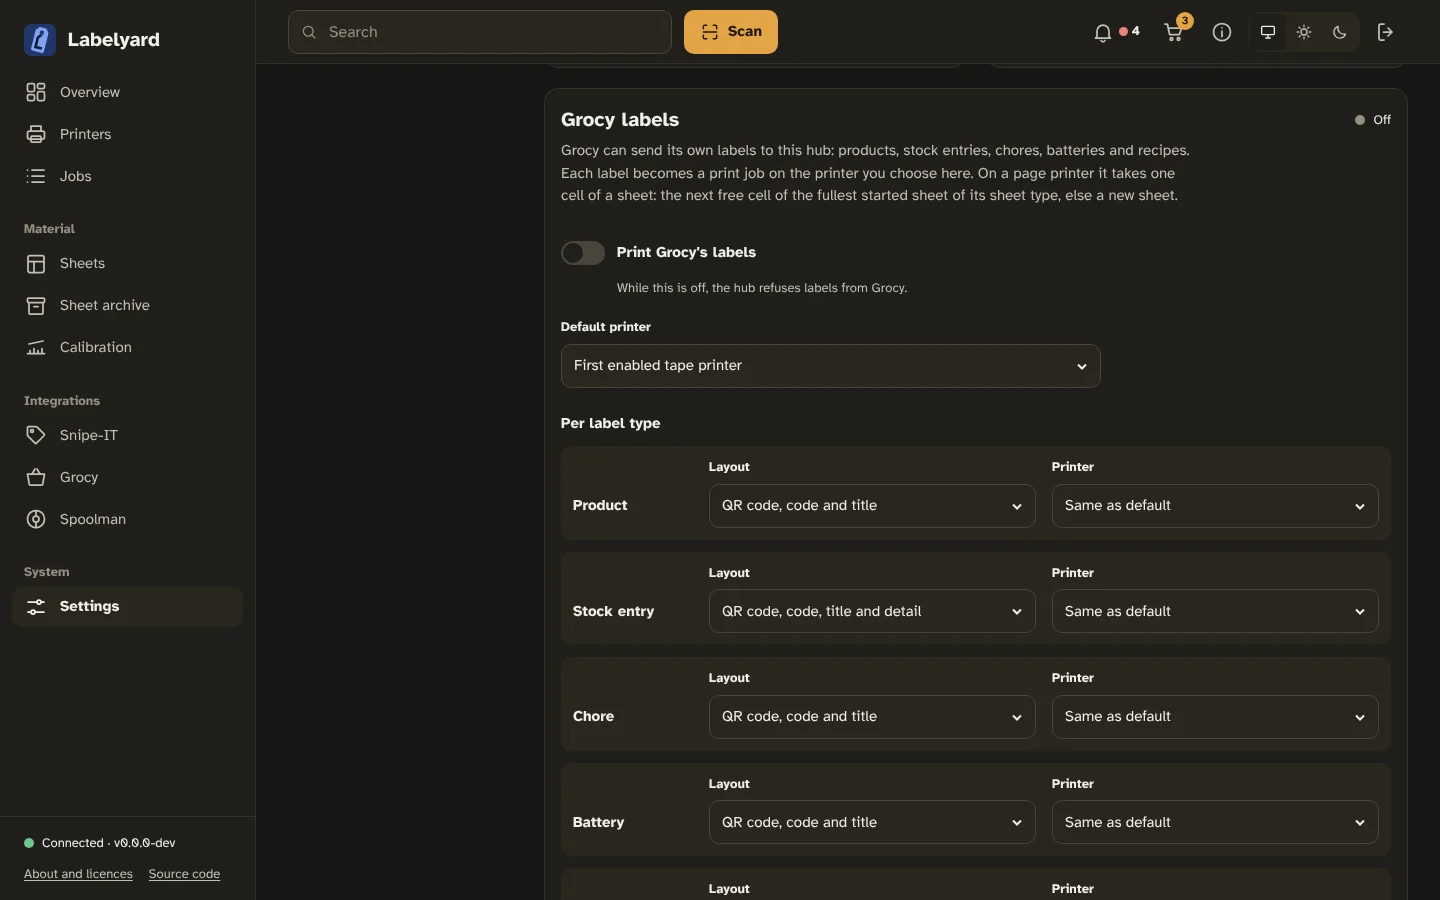 Labelyard
Search
Scan
4
3
Overview
Printers
Jobs
Material
Sheets
Sheet archive
Calibration
Integrations
Snipe-IT
Grocy
Spoolman
System
Settings
Connected · v0.0.0-dev
About and licences
Source code
Grocy labels
Off
Grocy can send its own labels to this hub: products, stock entries, chores, batteries and recipes.
Each label becomes a print job on the printer you choose here. On a page printer it takes one
cell of a sheet: the next free cell of the fullest started sheet of its sheet type, else a new sheet.
Print Grocy's labels
While this is off, the hub refuses labels from Grocy.
Default printer
First enabled tape printer
Per label type
Layout
Printer
Product
QR code, code and title
Same as default
Layout
Printer
Stock entry
QR code, code, title and detail
Same as default
Layout
Printer
Chore
QR code, code and title
Same as default
Layout
Printer
Battery
QR code, code and title
Same as default
Layout
Printer